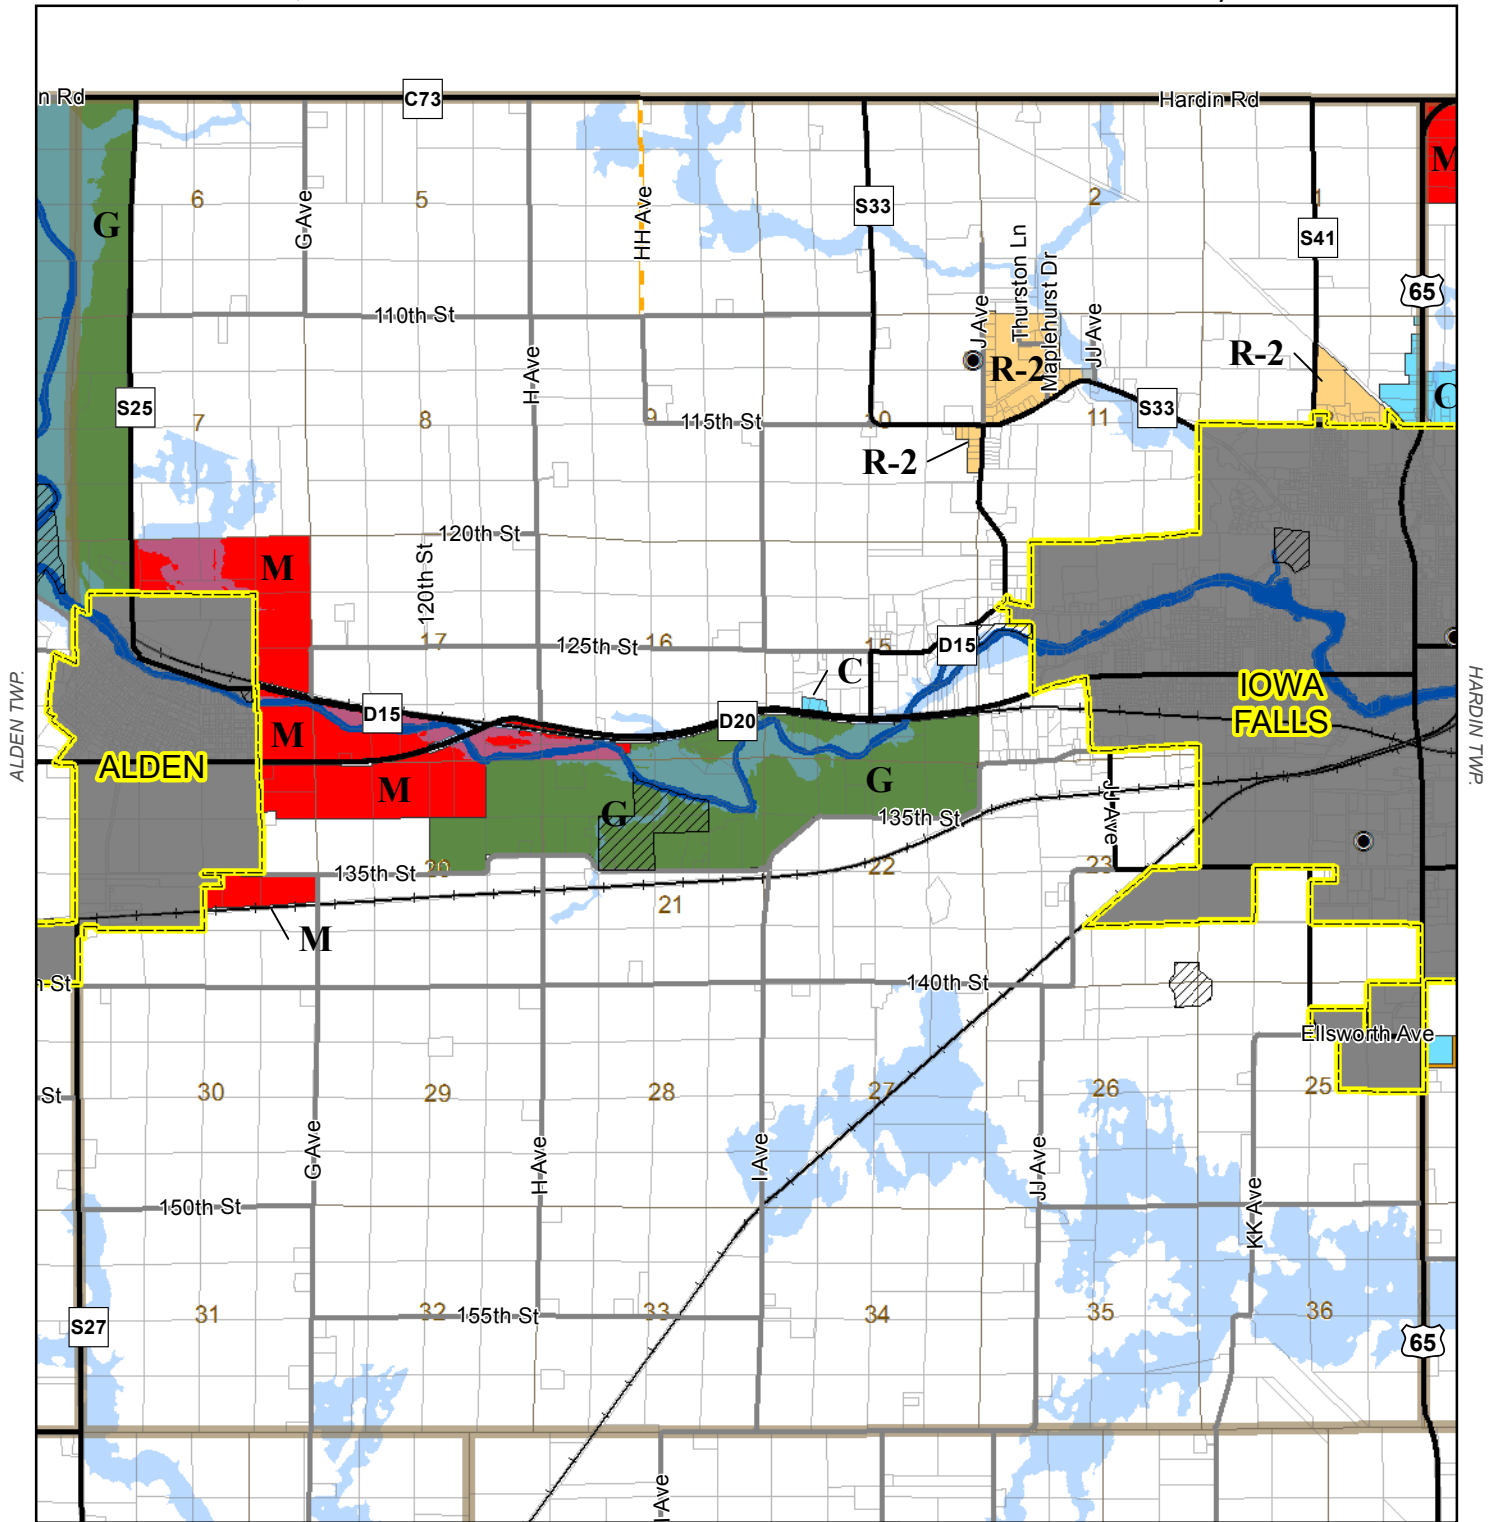 n Rd
C73
Hardin Rd
M
6
5
2
1
G
G Ave
HH Ave
S33
S41
65
Thurston Ln
Maplehurst Dr
J Ave
JJ Ave
110th St
R-2
R-2
H Ave
S25
S33
C
7
8
9
115th St
10
11
R-2
120th St
M
120th St
17
125th St
16
15
D15
C
ALDEN TWP.
HARDIN TWP.
IOWA
FALLS
D15
D20
M
ALDEN
M
G
G
JJ Ave
135th St
135th St
20
22
23
21
M
n St
140th St
Ellsworth Ave
St
30
29
28
27
26
25
G Ave
H Ave
I Ave
JJ Ave
KK Ave
150th St
31
32
155th St
33
34
35
36
S27
65
I Ave